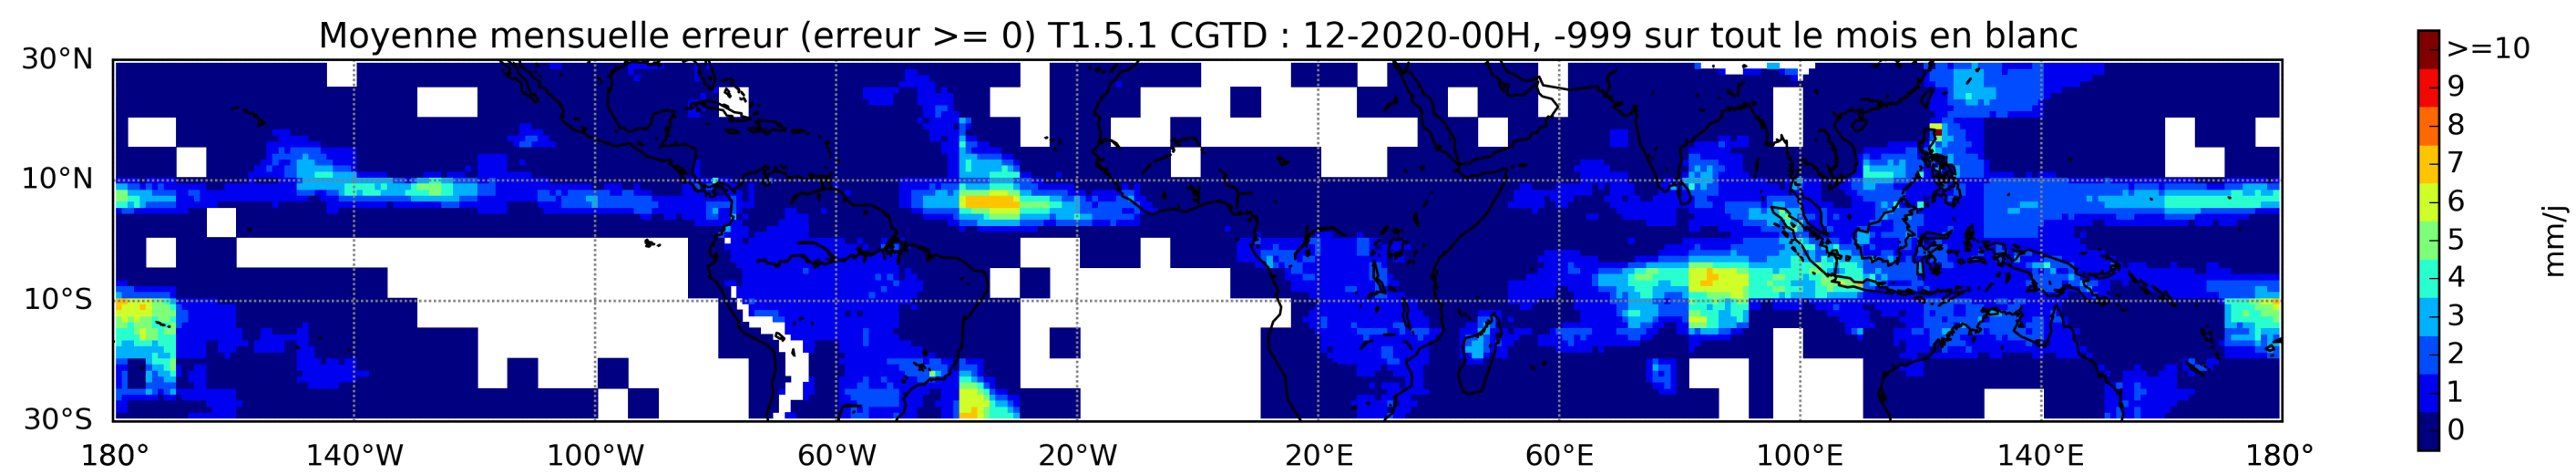 Moyenne mensuelle erreur (erreur >= 0) T1.5.1 CGTD : 12-2020-00H, -999 sur tout le mois en blanc
30°N
10°N
10°S
30°S
180° 140°W 100°W 60°W 20°W 20°E 60°E 100°E 140°E 180°
>=10
9
8
7
6
5
4
3
2
1
0
mm/j